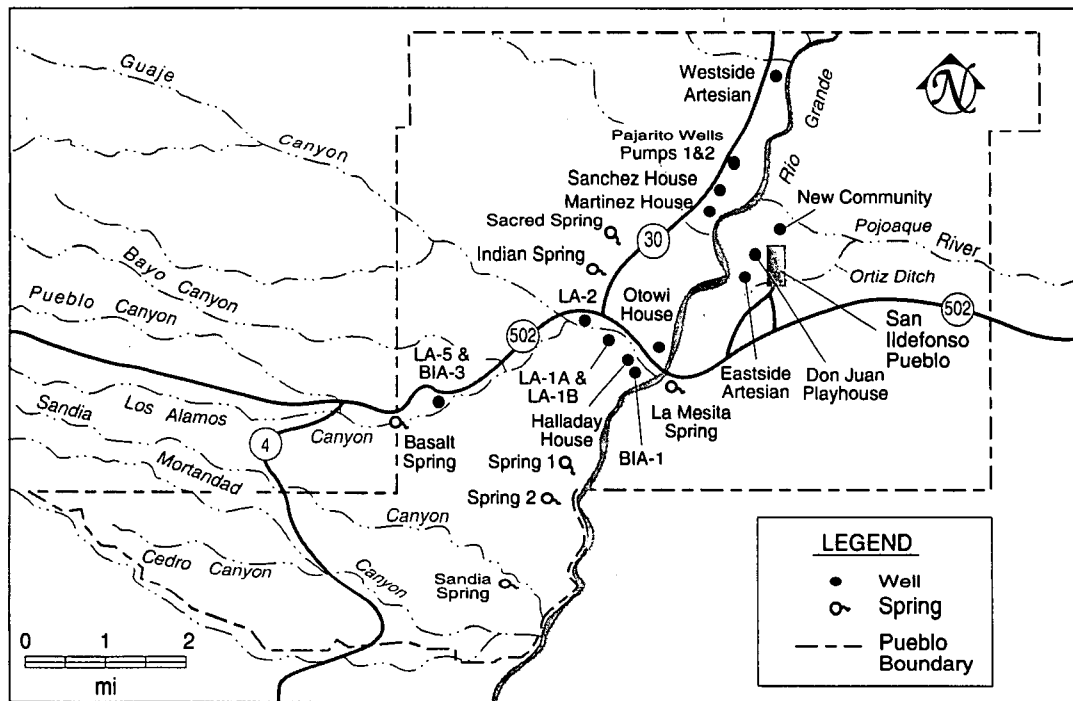 Guaje
Canyon
Westside
Artesian
N
Grande
Rio
Pajarito Wells
Pumps 1&2
Sanchez House
Martinez House
New Community
Sacred Spring
30
Pojoaque
River
Indian Spring
Ortiz Ditch
Bayo
Canyon
Pueblo Canyon
LA-2
Otowi
House
502
502
San
Ildefonso
Pueblo
LA-5 &
BIA-3
LA-1A &
LA-1B
Eastside
Artesian
Don Juan
Playhouse
Sandia
Los Alamos
Canyon
La Mesita
Spring
Halladay
House
4
Basalt
Spring
BIA-1
Spring 1
Mortandad
Spring 2
Canyon
Cedro Canyon
Canyon
Sandia
Spring
LEGEND
Well
Spring
Pueblo
Boundary
0 1 2
mi